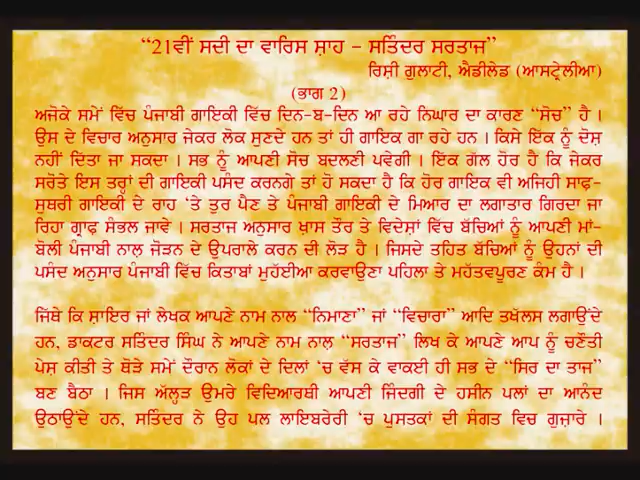 “21ਵੀਂ ਸਦੀ ਦਾ ਵਾਰਿਸ ਸ਼ਾਹ - ਸਤਿੰਦਰ ਸਰਤਾਜ”
ਰਿਸ਼ੀ ਗੁਲਾਟੀ, ਐਡੀਲੇਡ (ਆਸਟ੍ਰੇਲੀਆ)
(ਭਾਗ 2)
ਅਜੋਕੇ ਸਮੇਂ ਵਿੱਚ ਪੰਜਾਬੀ ਗਾਇਕੀ ਵਿੱਚ ਦਿਨ-ਬ-ਦਿਨ ਆ ਰਹੇ ਨਿਘਾਰ ਦਾ ਕਾਰਣ “ਸੋਚ” ਹੈ ।
ਉਸ ਦੇ ਵਿਚਾਰ ਅਨੁਸਾਰ ਜੇਕਰ ਲੋਕ ਸੁਣਦੇ ਹਨ ਤਾਂ ਹੀ ਗਾਇਕ ਗਾ ਰਹੇ ਹਨ । ਕਿਸੇ ਇੱਕ ਨੂੰ ਦੋਸ਼
ਨਹੀਂ ਦਿੱਤਾ ਜਾ ਸਕਦਾ । ਸਭ ਨੂੰ ਆਪਣੀ ਸੋਚ ਬਦਲਣੀ ਪਵੇਗੀ । ਇੱਕ ਗੱਲ ਹੋਰ ਹੈ ਕਿ ਜੇਕਰ
ਸਰੋਤੇ ਇਸ ਤਰ੍ਹਾਂ ਦੀ ਗਾਇਕੀ ਪਸੰਦ ਕਰਨਗੇ ਤਾਂ ਹੋ ਸਕਦਾ ਹੈ ਕਿ ਹੋਰ ਗਾਇਕ ਵੀ ਅਜਿਹੀ ਸਾਫ਼-
ਸੁਥਰੀ ਗਾਇਕੀ ਦੇ ਰਾਹ ‘ਤੇ ਤੁਰ ਪੈਣ ਤੇ ਪੰਜਾਬੀ ਗਾਇਕੀ ਦੇ ਮਿਆਰ ਦਾ ਲਗਾਤਾਰ ਗਿਰਦਾ ਜਾ
ਰਿਹਾ ਗ੍ਰਾਫ਼ ਸੰਭਲ ਜਾਵੇ । ਸਰਤਾਜ ਅਨੁਸਾਰ ਖ਼ਾਸ ਤੌਰ ਤੇ ਵਿਦੇਸ਼ਾਂ ਵਿੱਚ ਬੱਚਿਆਂ ਨੂੰ ਆਪਣੀ ਮਾਂ-
ਬੋਲੀ ਪੰਜਾਬੀ ਨਾਲ਼ ਜੋੜਨ ਦੇ ਉਪਰਾਲੇ ਕਰਨ ਦੀ ਲੋੜ ਹੈ । ਜਿਸਦੇ ਤਹਿਤ ਬੱਚਿਆਂ ਨੂੰ ਉਹਨਾਂ ਦੀ
ਪਸੰਦ ਅਨੁਸਾਰ ਪੰਜਾਬੀ ਵਿੱਚ ਕਿਤਾਬਾਂ ਮੁਹੱਈਆ ਕਰਵਾਉਣਾ ਪਹਿਲਾ ਤੇ ਮਹੱਤਵਪੂਰਣ ਕੰਮ ਹੈ ।
ਜਿੱਥੇ ਕਿ ਸ਼ਾਇਰ ਜਾਂ ਲੇਖਕ ਆਪਣੇ ਨਾਮ ਨਾਲ “ਨਿਮਾਣਾ” ਜਾਂ “ਵਿਚਾਰਾ” ਆਦਿ ਤਖੱਲਸ ਲਗਾਉਂਦੇ
ਹਨ, ਡਾਕਟਰ ਸਤਿੰਦਰ ਸਿੰਘ ਨੇ ਆਪਣੇ ਨਾਮ ਨਾਲ਼ “ਸਰਤਾਜ” ਲਿਖ ਕੇ ਆਪਣੇ ਆਪ ਨੂੰ ਚਣੌਤੀ
ਪੇਸ਼ ਕੀਤੀ ਤੇ ਥੋੜੇ ਸਮੇਂ ਦੌਰਾਨ ਲੋਕਾਂ ਦੇ ਦਿਲਾਂ ‘ਚ ਵੱਸ ਕੇ ਵਾਕਈ ਹੀ ਸਭ ਦੇ “ਸਿਰ ਦਾ ਤਾਜ”
ਬਣ ਬੈਠਾ । ਜਿਸ ਅੱਲ੍ਹੜ ਉਮਰੇ ਵਿਦਿਆਰਥੀ ਆਪਣੀ ਜਿੰਦਗੀ ਦੇ ਹਸੀਨ ਪਲਾਂ ਦਾ ਆਨੰਦ
ਉਠਾਉਂਦੇ ਹਨ, ਸਤਿੰਦਰ ਨੇ ਉਹ ਪਲ ਲਾਇਬਰੇਰੀ ‘ਚ ਪੁਸਤਕਾਂ ਦੀ ਸੰਗਤ ਵਿਚ ਗੁਜ਼ਾਰੇ ।